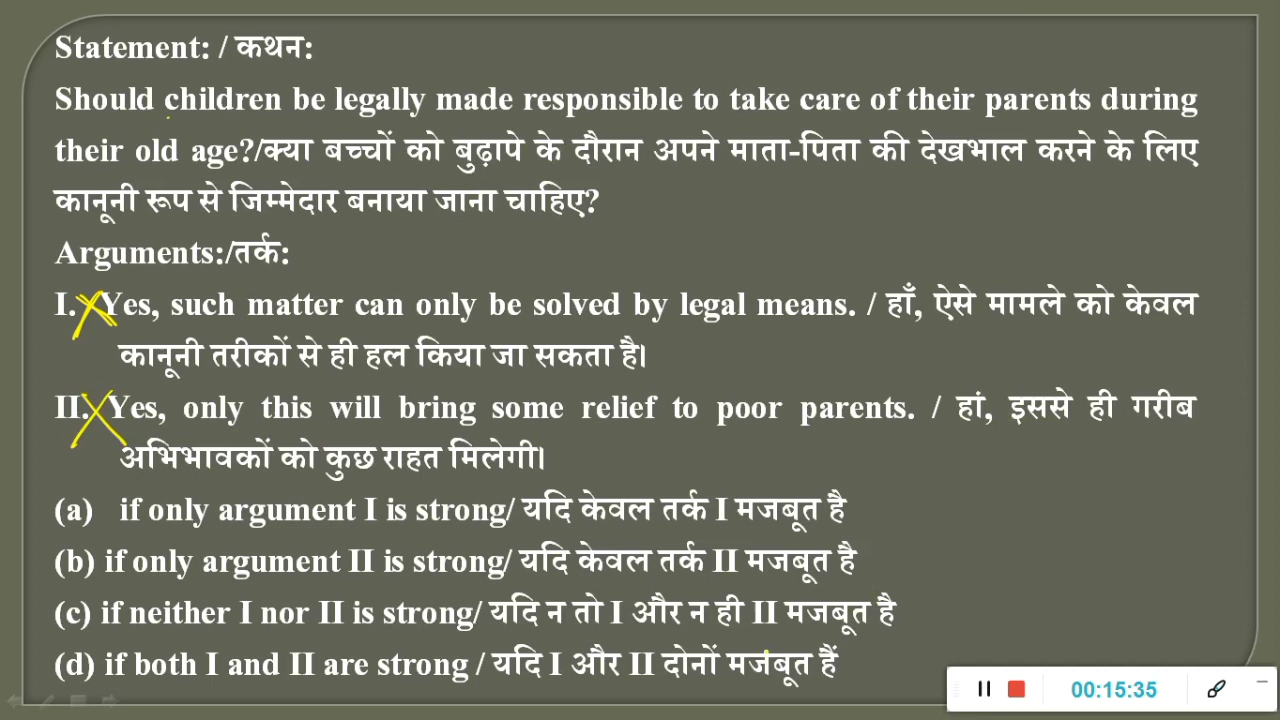 Statement: / कथन:
Should children be legally made responsible to take care of their parents during
their old age?/क्या बच्चों को बुढ़ापे के दौरान अपने माता-पिता की देखभाल करने के लिए
कानूनी रूप से जिम्मेदार बनाया जाना चाहिए?
Arguments:/तर्क:
I. Yes, such matter can only be solved by legal means. / हाँ, ऐसे मामले को केवल
कानूनी तरीकों से ही हल किया जा सकता है।
II. Yes, only this will bring some relief to poor parents. / हां, इससे ही गरीब
अभिभावकों को कुछ राहत मिलेगी।
(a) if only argument I is strong/ यदि केवल तर्क I मजबूत है
(b) if only argument II is strong/ यदि केवल तर्क II मजबूत है
(c) if neither I nor II is strong/ यदि न तो I और न ही II मजबूत है
(d) if both I and II are strong / यदि I और II दोनों मजबूत हैं
00:15:35